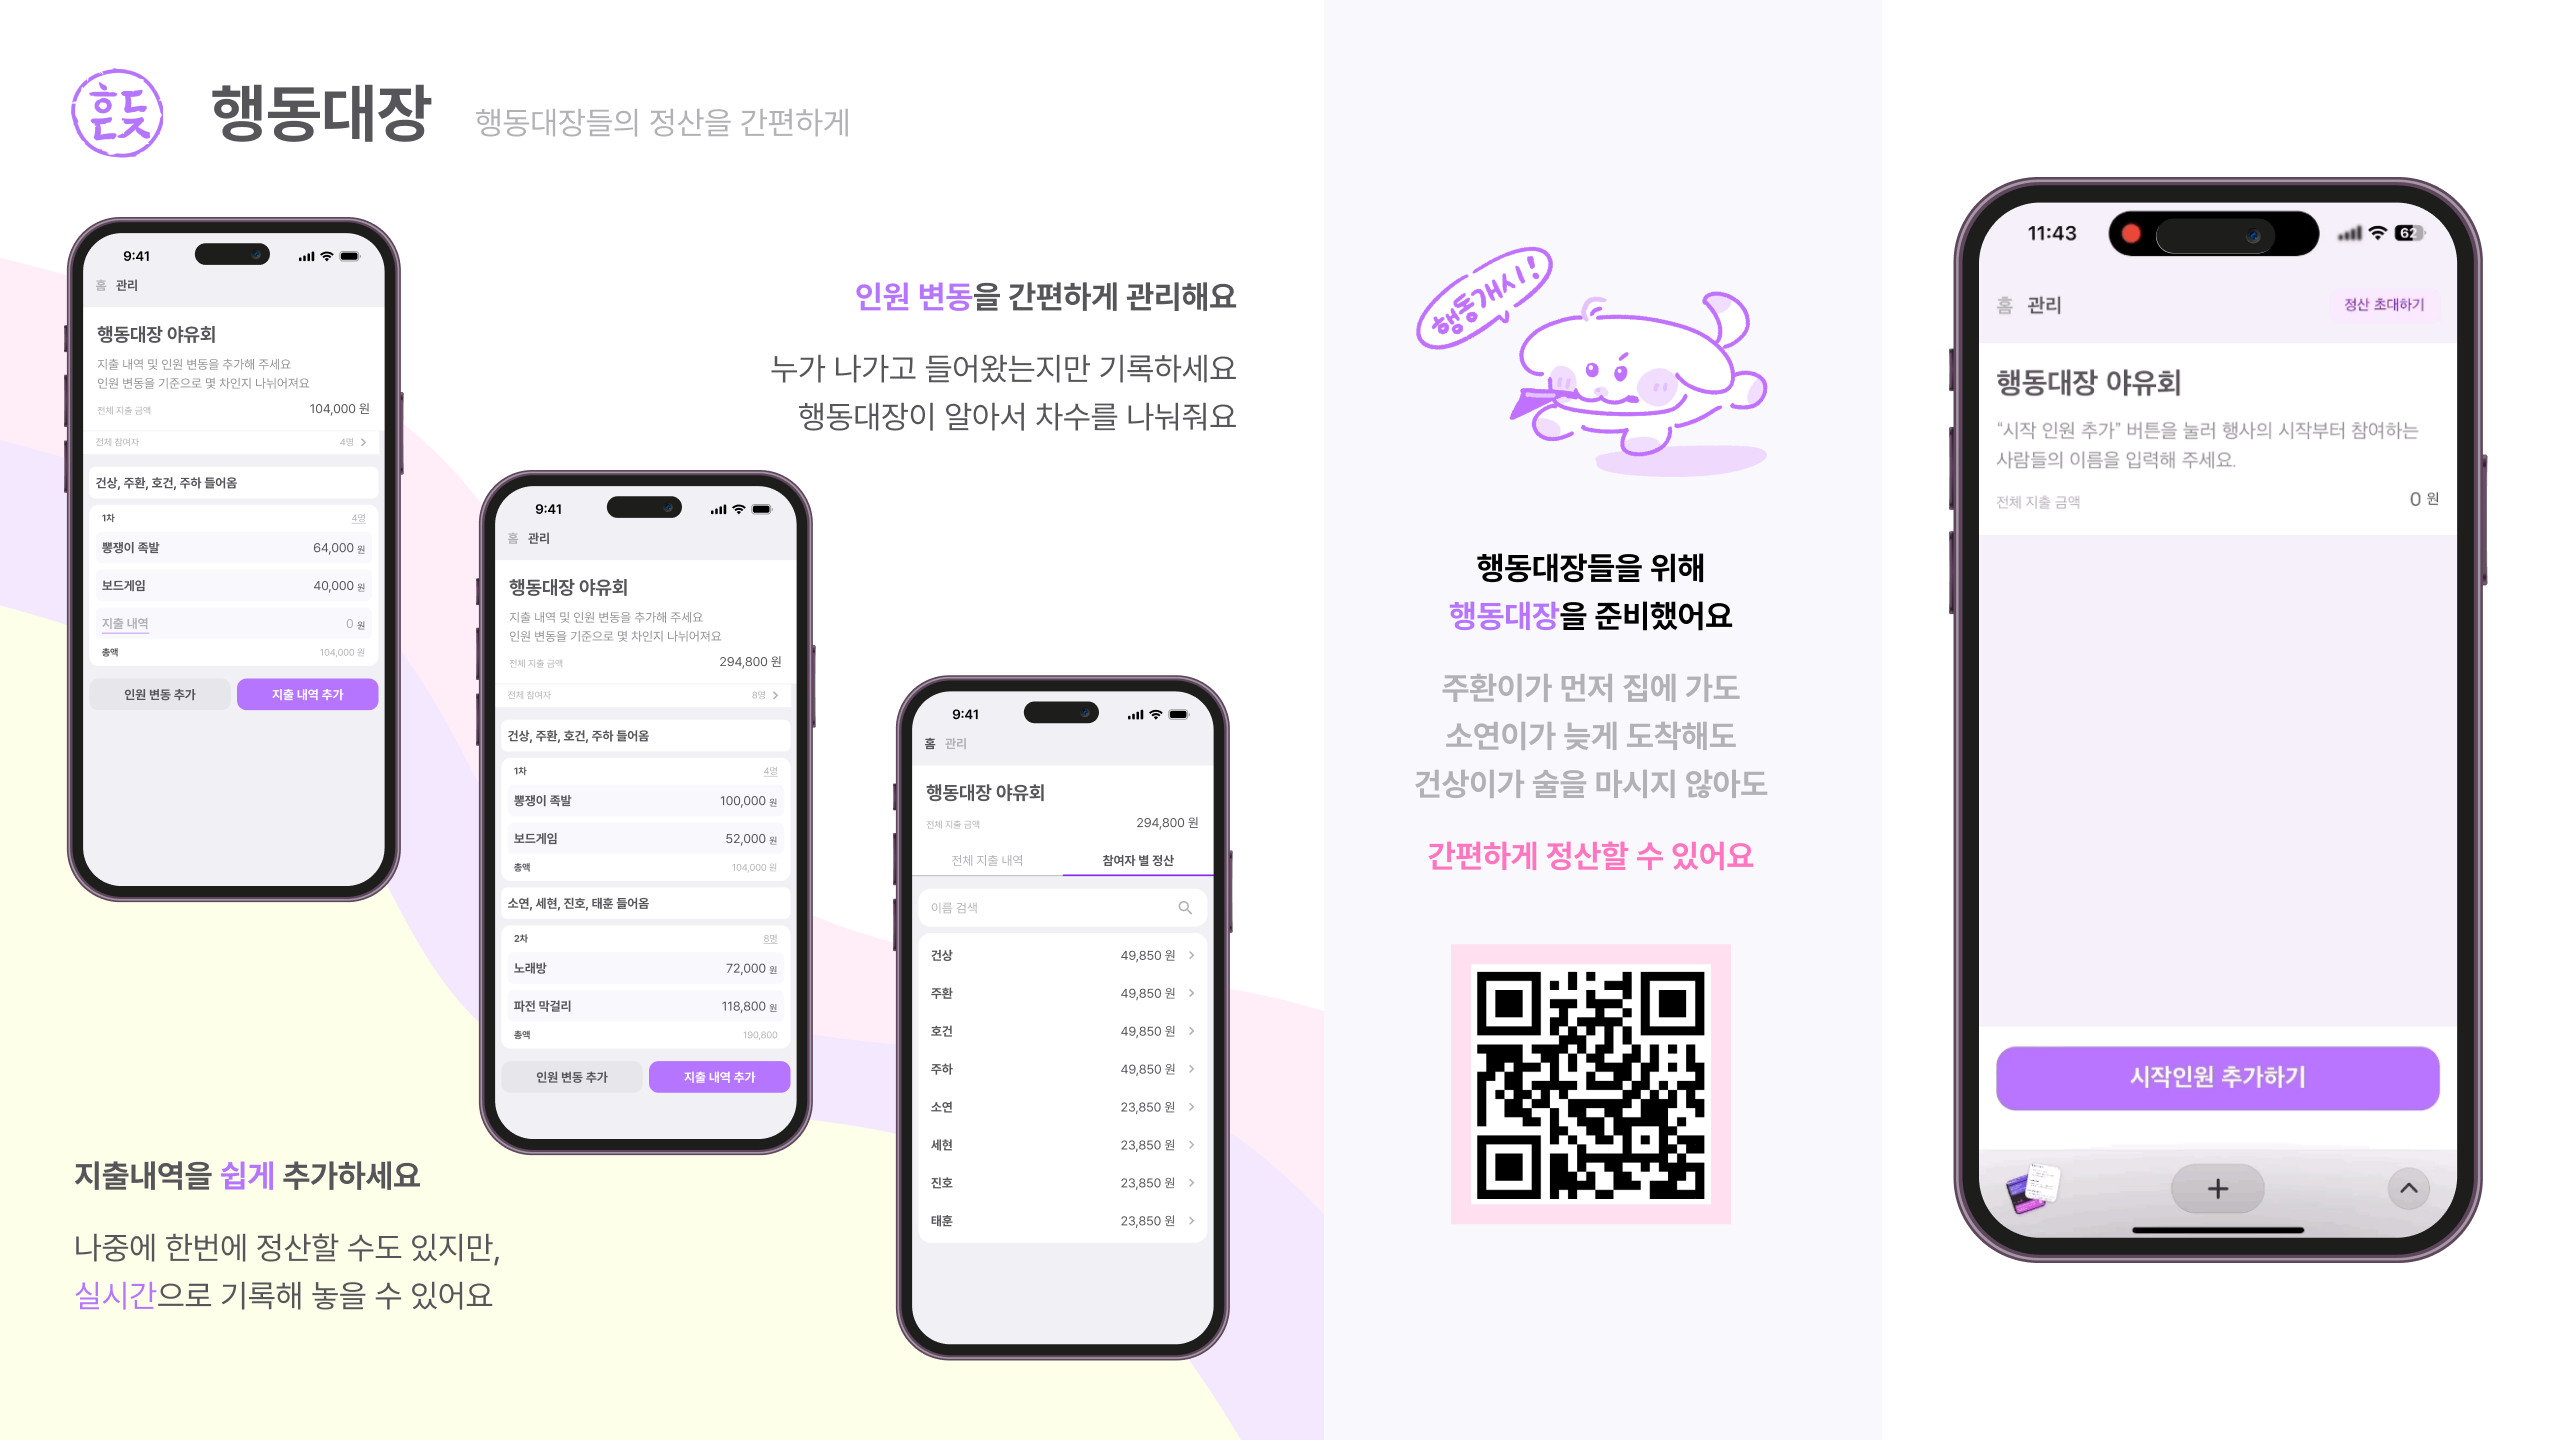 흔듯
행동대장
행동대장들의 정산을 간편하게
9:41
홈 관리
행동대장 야유회
지출 내역 및 인원 변동을 추가해 주세요
인원 변동을 기준으로 몇 차인지 나뉘어져요
전체 지출 금액 104,000 원
전체 참여자 4명
건상, 주환, 호건, 주하 들어옴
1차 4명
뽕쟁이 족발 64,000 원
보드게임 40,000 원
지출 내역 0 원
총액 104,000 원
인원 변동 추가 지출 내역 추가
인원 변동을 간편하게 관리해요
누가 나가고 들어왔는지만 기록하세요
행동대장이 알아서 차수를 나눠줘요
9:41
홈 관리
행동대장 야유회
지출 내역 및 인원 변동을 추가해 주세요
인원 변동을 기준으로 몇 차인지 나뉘어져요
전체 지출 금액 294,800 원
전체 참여자 8명
건상, 주환, 호건, 주하 들어옴
1차 4명
뽕쟁이 족발 100,000 원
보드게임 52,000 원
총액 104,000 원
소연, 세현, 진호, 태훈 들어옴
2차 8명
노래방 72,000 원
파전 막걸리 118,800 원
총액 190,800
인원 변동 추가 지출 내역 추가
9:41
홈 관리
행동대장 야유회
전체 지출 금액 294,800 원
전체 지출 내역 참여자 별 정산
이름 검색
건상 49,850 원
주환 49,850 원
호건 49,850 원
주하 49,850 원
소연 23,850 원
세현 23,850 원
진호 23,850 원
태훈 23,850 원
지출내역을 쉽게 추가하세요
나중에 한번에 정산할 수도 있지만,
실시간으로 기록해 놓을 수 있어요
행동개시!
행동대장들을 위해
행동대장을 준비했어요
주환이가 먼저 집에 가도
소연이가 늦게 도착해도
건상이가 술을 마시지 않아도
간편하게 정산할 수 있어요
11:43
62
홈 관리 정산 초대하기
행동대장 야유회
“시작 인원 추가” 버튼을 눌러 행사의 시작부터 참여하는
사람들의 이름을 입력해 주세요.
전체 지출 금액 0 원
시작인원 추가하기